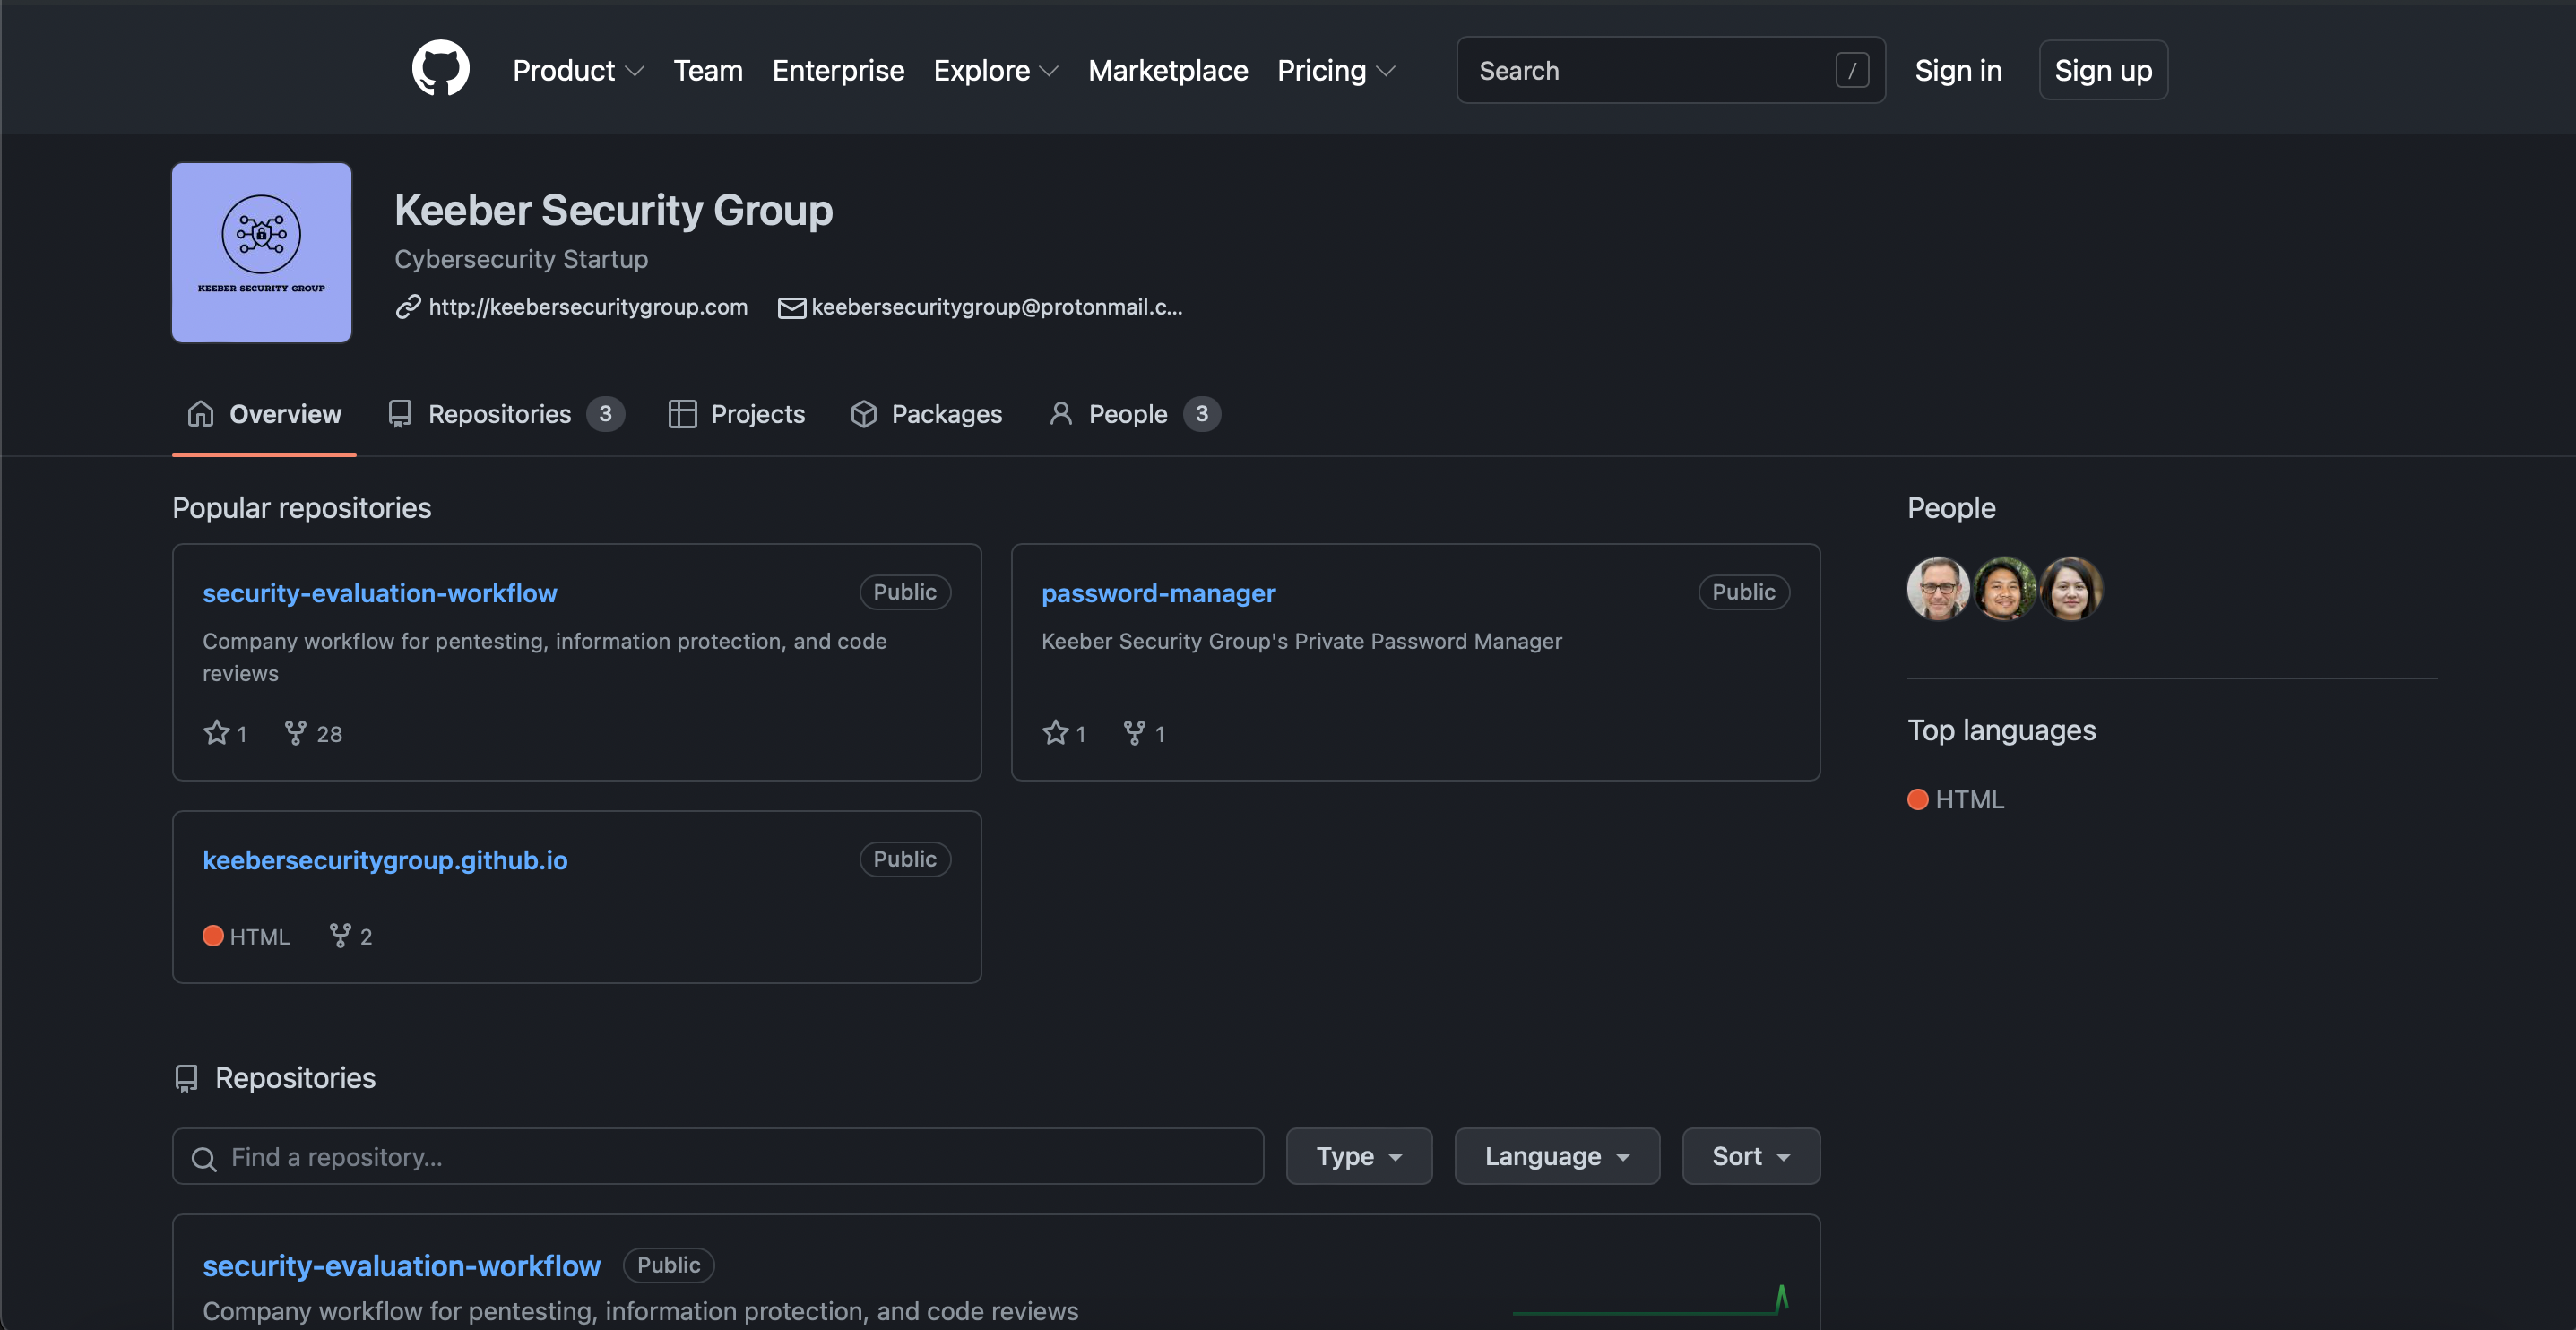 Product Team Enterprise Explore Marketplace Pricing Search / Sign in Sign up
KEEBER SECURITY GROUP
Keeber Security Group
Cybersecurity Startup
http://keebersecuritygroup.com keebersecuritygroup@protonmail.c...
Overview Repositories 3 Projects Packages People 3
Popular repositories
security-evaluation-workflow Public
Company workflow for pentesting, information protection, and code
reviews
1 28
password-manager Public
Keeber Security Group's Private Password Manager
1 1
keebersecuritygroup.github.io Public
HTML 2
People
Top languages
HTML
Repositories
Find a repository... Type Language Sort
security-evaluation-workflow Public
Company workflow for pentesting, information protection, and code reviews